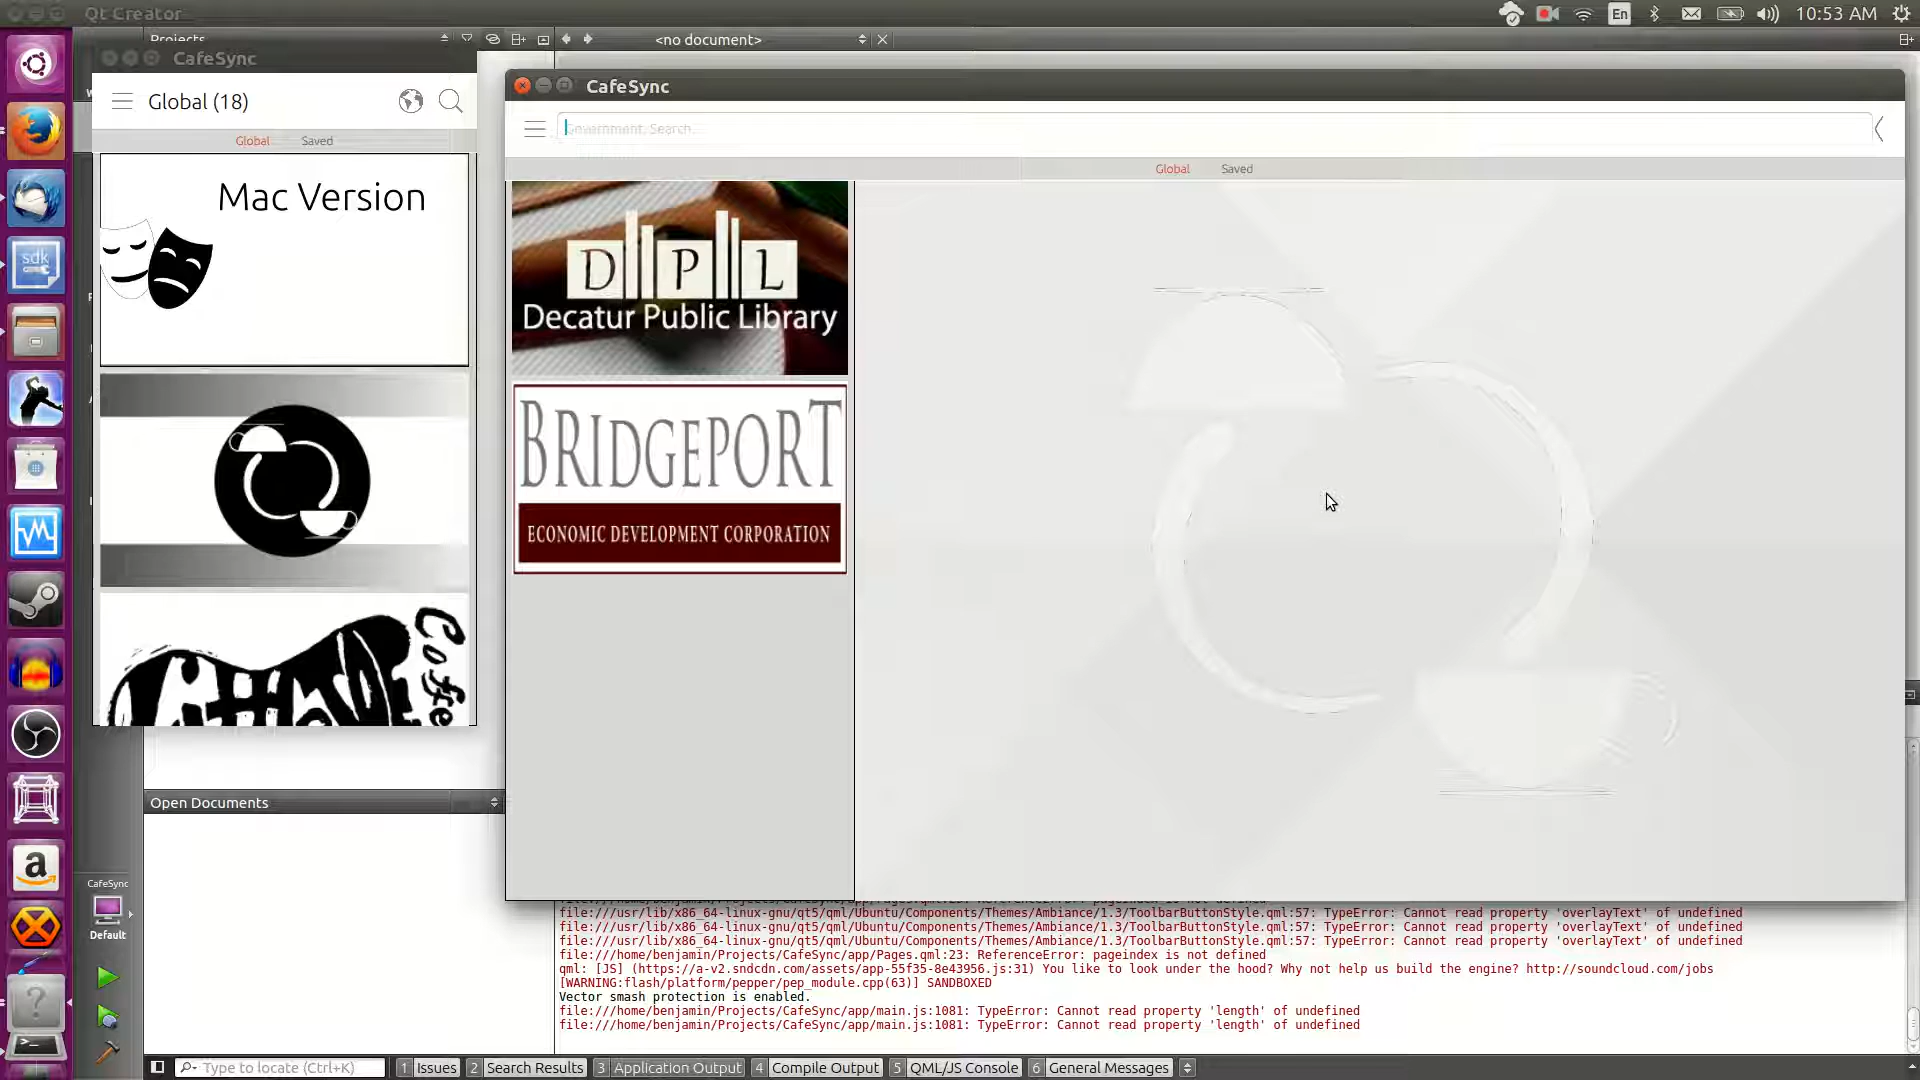 Qt Creator
En
10:53 AM
Projects
<no document>
CafeSync
Global (18)
Global
Saved
Mac Version
CafeSync
Government, Search...
Global
Saved
DPL
Decatur Public Library
BRIDGEPORT
ECONOMIC DEVELOPMENT CORPORATION
sdk
Open Documents
CafeSync
Default
file:///usr/lib/x86_64-linux-gnu/qt5/qml/Ubuntu/Components/Themes/Ambiance/1.3/ToolbarButtonStyle.qml:57: TypeError: Cannot read property 'overlayText' of undefined
file:///usr/lib/x86_64-linux-gnu/qt5/qml/Ubuntu/Components/Themes/Ambiance/1.3/ToolbarButtonStyle.qml:57: TypeError: Cannot read property 'overlayText' of undefined
file:///usr/lib/x86_64-linux-gnu/qt5/qml/Ubuntu/Components/Themes/Ambiance/1.3/ToolbarButtonStyle.qml:57: TypeError: Cannot read property 'overlayText' of undefined
file:///home/benjamin/Projects/CafeSync/app/Pages.qml:23: ReferenceError: pageindex is not defined
qml: [JS] (https://a-v2.sndcdn.com/assets/app-55f35-8e43956.js:31) You like to look under the hood? Why not help us build the engine? http://soundcloud.com/jobs
[WARNING:flash/platform/pepper/pep_module.cpp(63)] SANDBOXED
Vector smash protection is enabled.
file:///home/benjamin/Projects/CafeSync/app/main.js:1081: TypeError: Cannot read property 'length' of undefined
file:///home/benjamin/Projects/CafeSync/app/main.js:1081: TypeError: Cannot read property 'length' of undefined
Type to locate (Ctrl+K)
1 Issues
2 Search Results
3 Application Output
4 Compile Output
5 QML/JS Console
6 General Messages